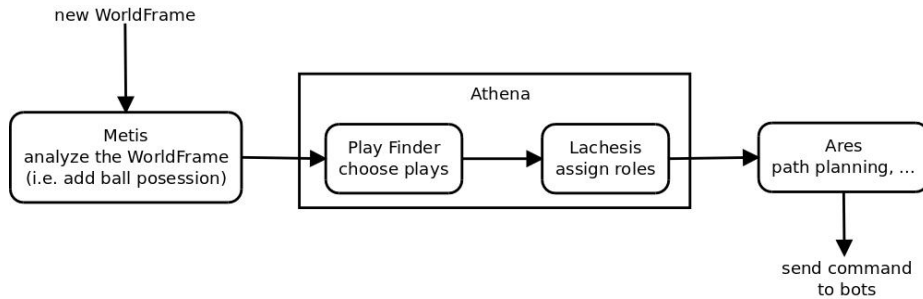 new WorldFrame
Athena
Metis
analyze the WorldFrame
(i.e. add ball posession)
Play Finder
choose plays
Lachesis
assign roles
Ares
path planning, ...
send command
to bots